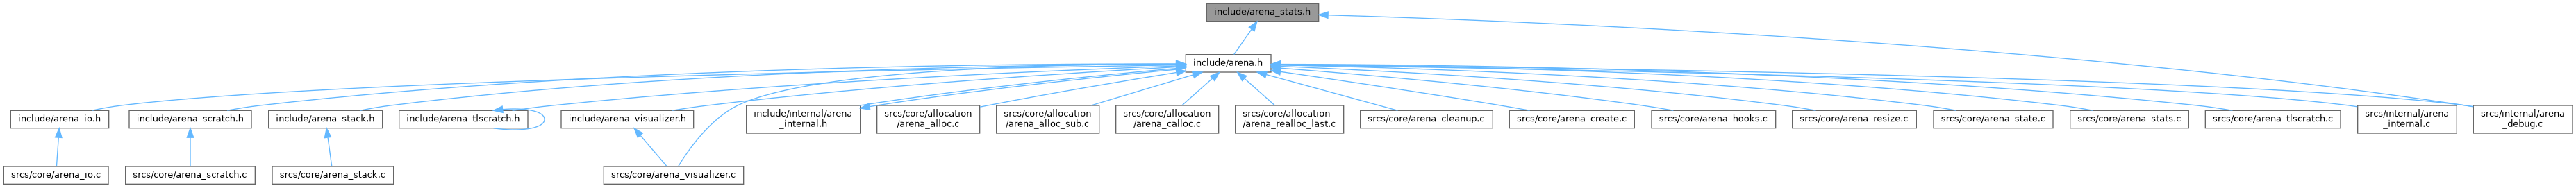 include/arena_stats.h
include/arena.h
include/arena_io.h
include/arena_scratch.h
include/arena_stack.h
include/arena_tlscratch.h
include/arena_visualizer.h
include/internal/arena
_internal.h
srcs/core/allocation
/arena_alloc.c
srcs/core/allocation
/arena_alloc_sub.c
srcs/core/allocation
/arena_calloc.c
srcs/core/allocation
/arena_realloc_last.c
srcs/core/arena_cleanup.c
srcs/core/arena_create.c
srcs/core/arena_hooks.c
srcs/core/arena_resize.c
srcs/core/arena_state.c
srcs/core/arena_stats.c
srcs/core/arena_tlscratch.c
srcs/internal/arena
_internal.c
srcs/internal/arena
_debug.c
srcs/core/arena_io.c
srcs/core/arena_scratch.c
srcs/core/arena_stack.c
srcs/core/arena_visualizer.c